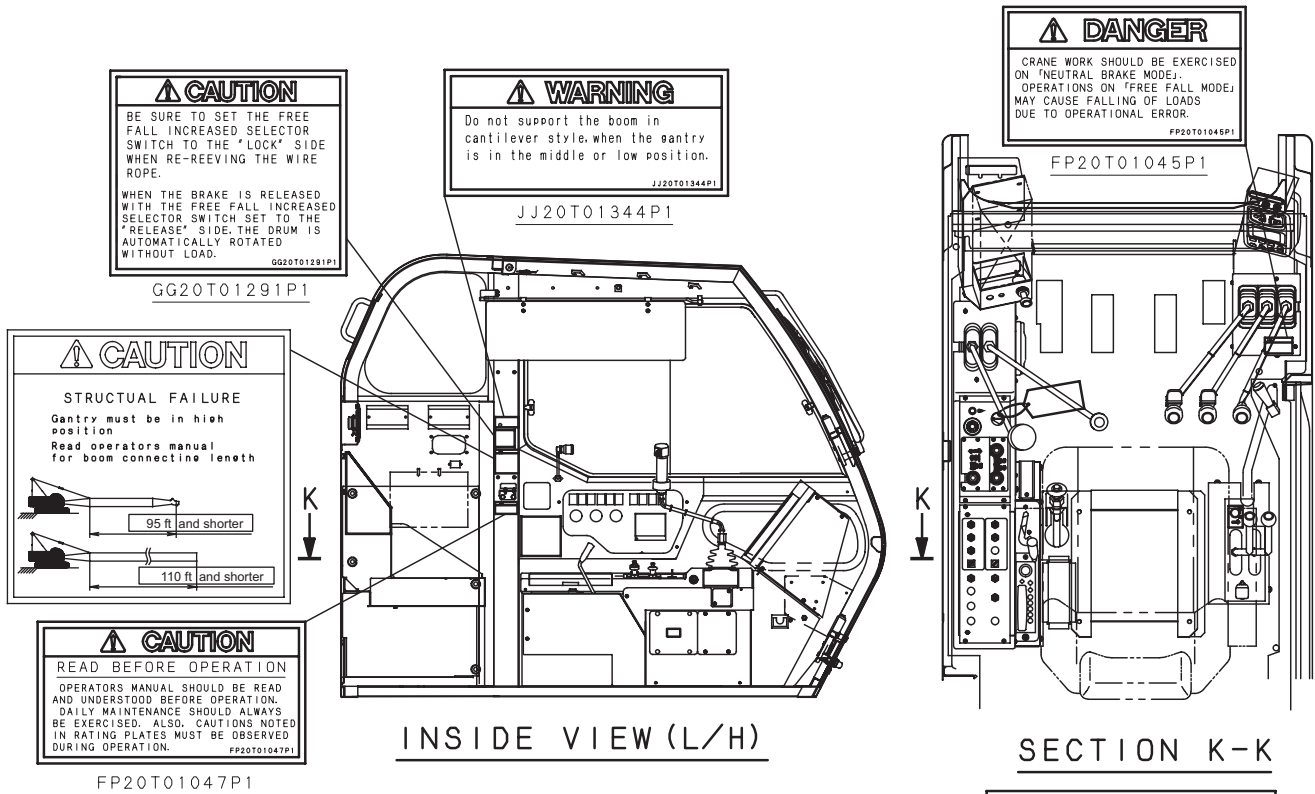 CAUTION
BE SURE TO SET THE FREE
FALL INCREASED SELECTOR
SWITCH TO THE "LOCK" SIDE
WHEN RE-REEVING THE WIRE
ROPE.
WHEN THE BRAKE IS RELEASED
WITH THE FREE FALL INCREASED
SELECTOR SWITCH SET TO THE
"RELEASE" SIDE. THE DRUM IS
AUTOMATICALLY ROTATED
WITHOUT LOAD.
GG20T01291P1
GG20T01291P1
WARNING
Do not support the boom in
cantilever style, when the gantry
is in the middle or low position.
JJ20T01344P1
JJ20T01344P1
DANGER
CRANE WORK SHOULD BE EXERCISED
ON 「NEUTRAL BRAKE MODE」.
OPERATIONS ON 「FREE FALL MODE」
MAY CAUSE FALLING OF LOADS
DUE TO OPERATIONAL ERROR.
FP20T01045P1
FP20T01045P1
CAUTION
STRUCTUAL FAILURE
Gantry must be in high
position
Read operators manual
for boom connecting length
95 ft and shorter
110 ft and shorter
CAUTION
READ BEFORE OPERATION
OPERATORS MANUAL SHOULD BE READ
AND UNDERSTOOD BEFORE OPERATION.
DAILY MAINTENANCE SHOULD ALWAYS
BE EXERCISED. ALSO, CAUTIONS NOTED
IN RATING PLATES MUST BE OBSERVED
DURING OPERATION.
FP20T01047P1
FP20T01047P1
K
K
INSIDE VIEW (L/H)
SECTION K-K